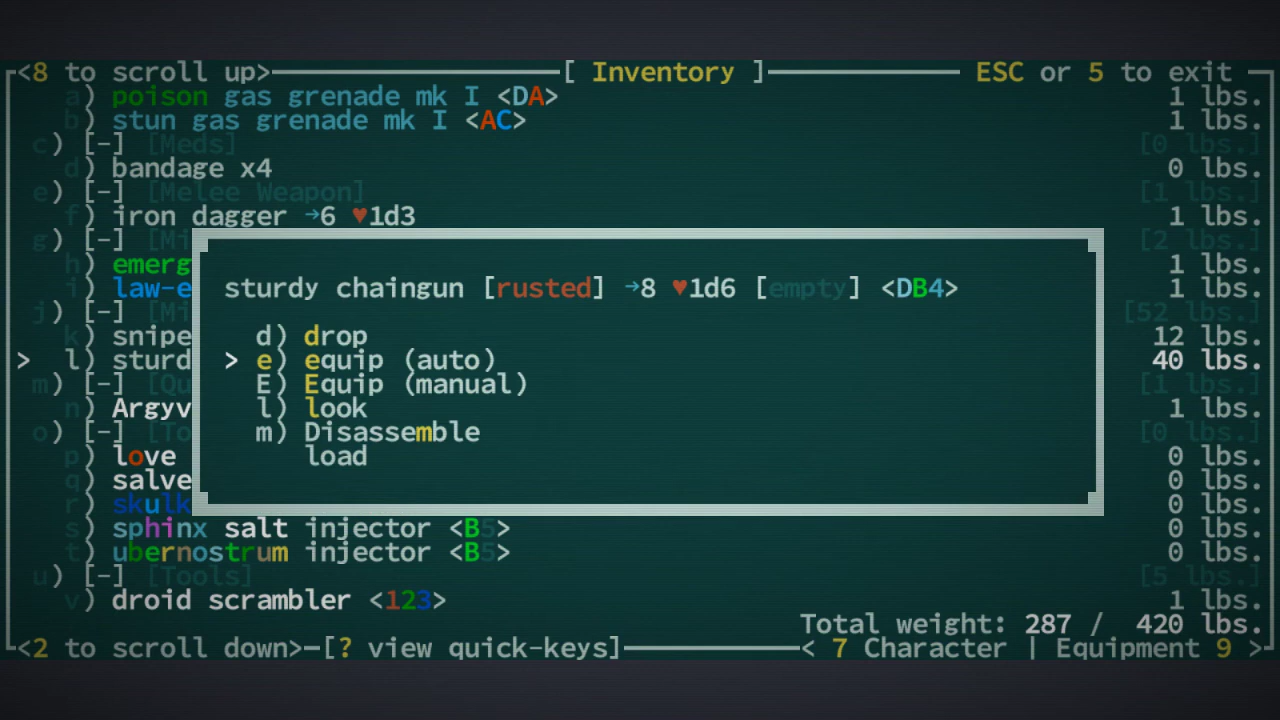 <8 to scroll up> [ Inventory ] ESC or 5 to exit
a) poison gas grenade mk I <DA> 1 lbs.
b) stun gas grenade mk I <AC> 1 lbs.
c) [-] [Meds] [0 lbs.]
d) bandage x4 0 lbs.
e) [-] [Melee Weapon] [1 lbs.]
f) iron dagger →6 ♥1d3 1 lbs.
g) [-] [Mi [2 lbs.]
h) emerg 1 lbs.
i) law-e 1 lbs.
j) [-] [Mi [52 lbs.]
k) snipe 12 lbs.
> l) sturd 40 lbs.
m) [-] [Qu [1 lbs.]
n) Argyv 1 lbs.
o) [-] [To [0 lbs.]
p) love 0 lbs.
q) salve 0 lbs.
r) skulk 0 lbs.
s) sphinx salt injector <B5> 0 lbs.
t) ubernostrum injector <B5> 0 lbs.
u) [-] [Tools] [5 lbs.]
v) droid scrambler <123> 1 lbs.
Total weight: 287 / 420 lbs.
<2 to scroll down> [? view quick-keys] < 7 Character | Equipment 9 >
sturdy chaingun [rusted] →8 ♥1d6 [empty] <DB4>
d) drop
> e) equip (auto)
E) Equip (manual)
l) look
m) Disassemble
load